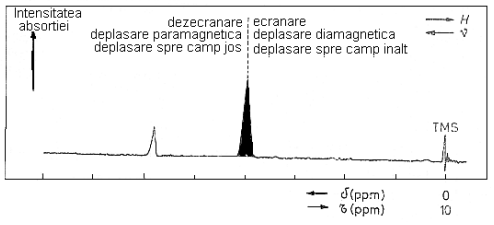 Intensitatea
absortiei
dezecranare
deplasare paramagnetica
deplasare spre camp jos
ecranare
deplasare diamagnetica
deplasare spre camp inalt
H
ν
TMS
δ (ppm) 0
τ (ppm) 10